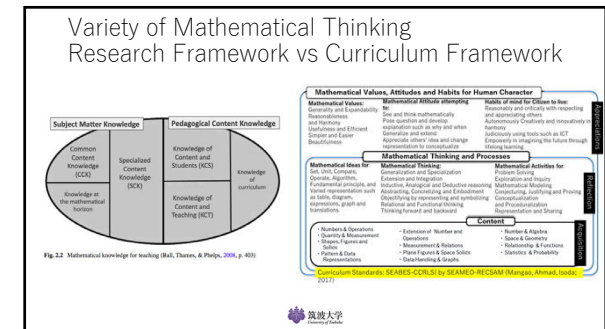 Variety of Mathematical Thinking
Research Framework vs Curriculum Framework
Subject Matter Knowledge
Pedagogical Content Knowledge
Common
Content
Knowledge
(CCK)
Specialized
Content
Knowledge
(SCK)
Knowledge at
the mathematical
horizon
Knowledge of
Content and
Students (KCS)
Knowledge of
Content and
Teaching (KCT)
Knowledge
of
curriculum
Fig. 2.2 Mathematical knowledge for teaching (Ball, Thames, & Phelps, 2008, p. 403)
Mathematical Values, Attitudes and Habits for Human Character
Mathematical Values:
Generality and Expandability
Reasonableness
and Harmony
Usefulness and Efficient
Simpler and Easier
Beautifulness
Mathematical Attitude attempting
to:
See and think mathematically
Pose question and develop
explanation such as why and when
Generalize and extend
Appreciate others' idea and change
representation to conceptualize
Habits of mind for Citizen to live:
Reasonably and critically with respecting
and appreciating others
Autonomously Creatively and innovatively in
harmony
Judiciously using tools such as ICT
Empowerly in imagining the future through
lifelong learning
Appreciations
Mathematical Thinking and Processes
Mathematical Ideas for:
Set, Unit, Compare,
Operate, Algorithm,
Fundamental principle, and
Varied representation such
as table, diagram,
expressions, graph and
translations.
Mathematical Thinking:
Generalization and Specialization
Extension and Integration
Inductive, Analogical and Deductive reasoning
Abstracting, Concretizing and Embodiment
Objectifying by representing and symbolizing
Relational and Functional thinking
Thinking forward and backward
Mathematical Activities for:
Problem Solving
Exploration and Inquiry
Mathematical Modeling
Conjecturing, Justifying and Proving
Conceptualization
and Proceduralization
Representation and Sharing
Reflection
Content
• Numbers & Operations
• Quantity & Measurement
• Shapes, Figures and
Solids
• Pattern & Data
Representations
• Extension of Number and
Operations
• Measurement & Relations
• Plane Figures & Space Solids
• Data Handling & Graphs
• Number & Algebra
• Space & Geometry
• Relationship & Functions
• Statistics & Probability
Acquisition
Curriculum Standards: SEABES-CCRLS( by SEAMEO-RECSAM (Mangao, Ahmad, Isoda;
2017)
筑波大学
University of Tsukuba